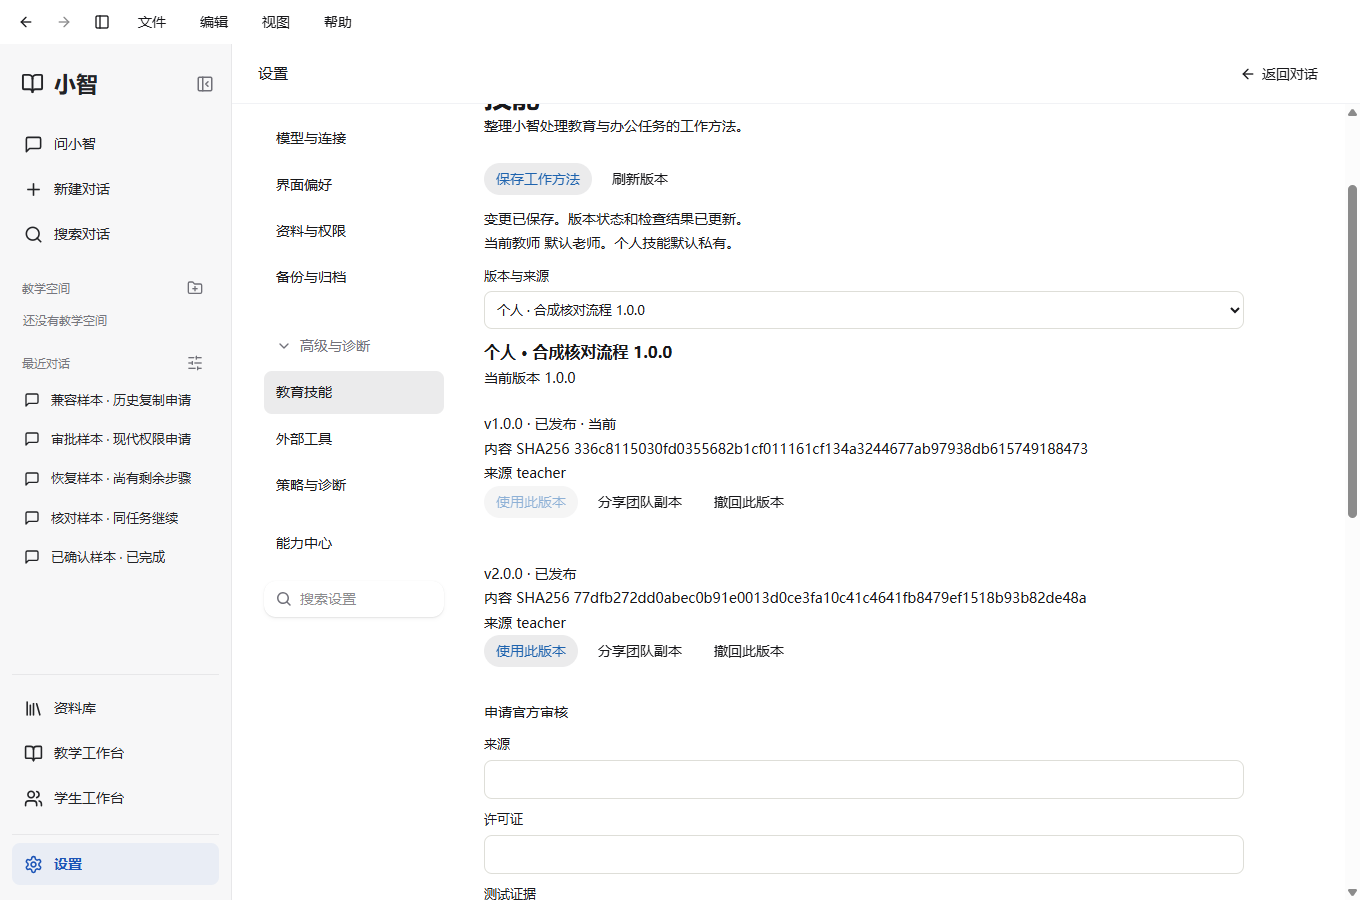 文件 编辑 视图 帮助
小智
问小智
新建对话
搜索对话
教学空间
还没有教学空间
最近对话
兼容样本 · 历史复制申请
审批样本 · 现代权限申请
恢复样本 · 尚有剩余步骤
核对样本 · 同任务继续
已确认样本 · 已完成
资料库
教学工作台
学生工作台
设置
设置
返回对话
模型与连接
界面偏好
资料与权限
备份与归档
高级与诊断
教育技能
外部工具
策略与诊断
能力中心
搜索设置
技能
整理小智处理教育与办公任务的工作方法。
保存工作方法 刷新版本
变更已保存。版本状态和检查结果已更新。
当前教师 默认老师。个人技能默认私有。
版本与来源
个人 · 合成核对流程 1.0.0
个人 • 合成核对流程 1.0.0
当前版本 1.0.0
v1.0.0 · 已发布 · 当前
内容 SHA256 336c8115030fd0355682b1cf011161cf134a3244677ab97938db615749188473
来源 teacher
使用此版本 分享团队副本 撤回此版本
v2.0.0 · 已发布
内容 SHA256 77dfb272dd0abec0b91e0013d0ce3fa10c41c4641fb8479ef1518b93b82de48a
来源 teacher
使用此版本 分享团队副本 撤回此版本
申请官方审核
来源
许可证
测试证据